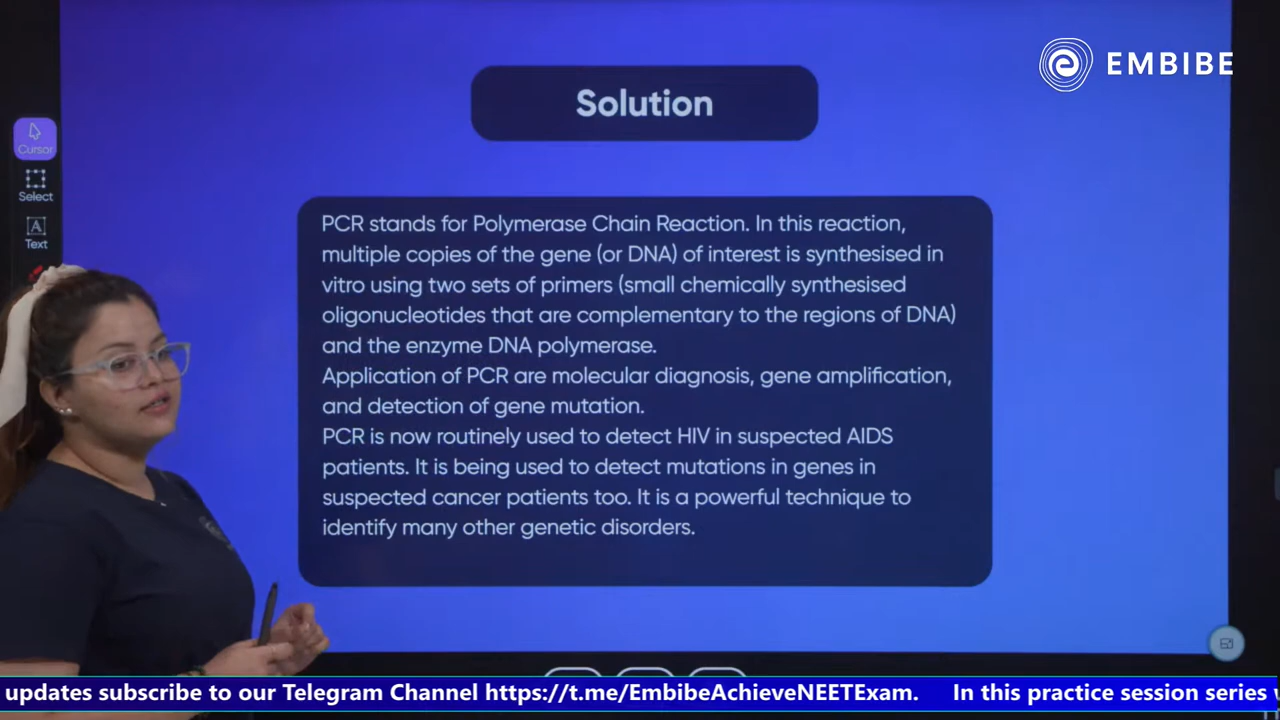 EMBIBE
Solution
Cursor
Select
Text
PCR stands for Polymerase Chain Reaction. In this reaction,
multiple copies of the gene (or DNA) of interest is synthesised in
vitro using two sets of primers (small chemically synthesised
oligonucleotides that are complementary to the regions of DNA)
and the enzyme DNA polymerase.
Application of PCR are molecular diagnosis, gene amplification,
and detection of gene mutation.
PCR is now routinely used to detect HIV in suspected AIDS
patients. It is being used to detect mutations in genes in
suspected cancer patients too. It is a powerful technique to
identify many other genetic disorders.
updates subscribe to our Telegram Channel https://t.me/EmbibeAchieveNEETExam. In this practice session series